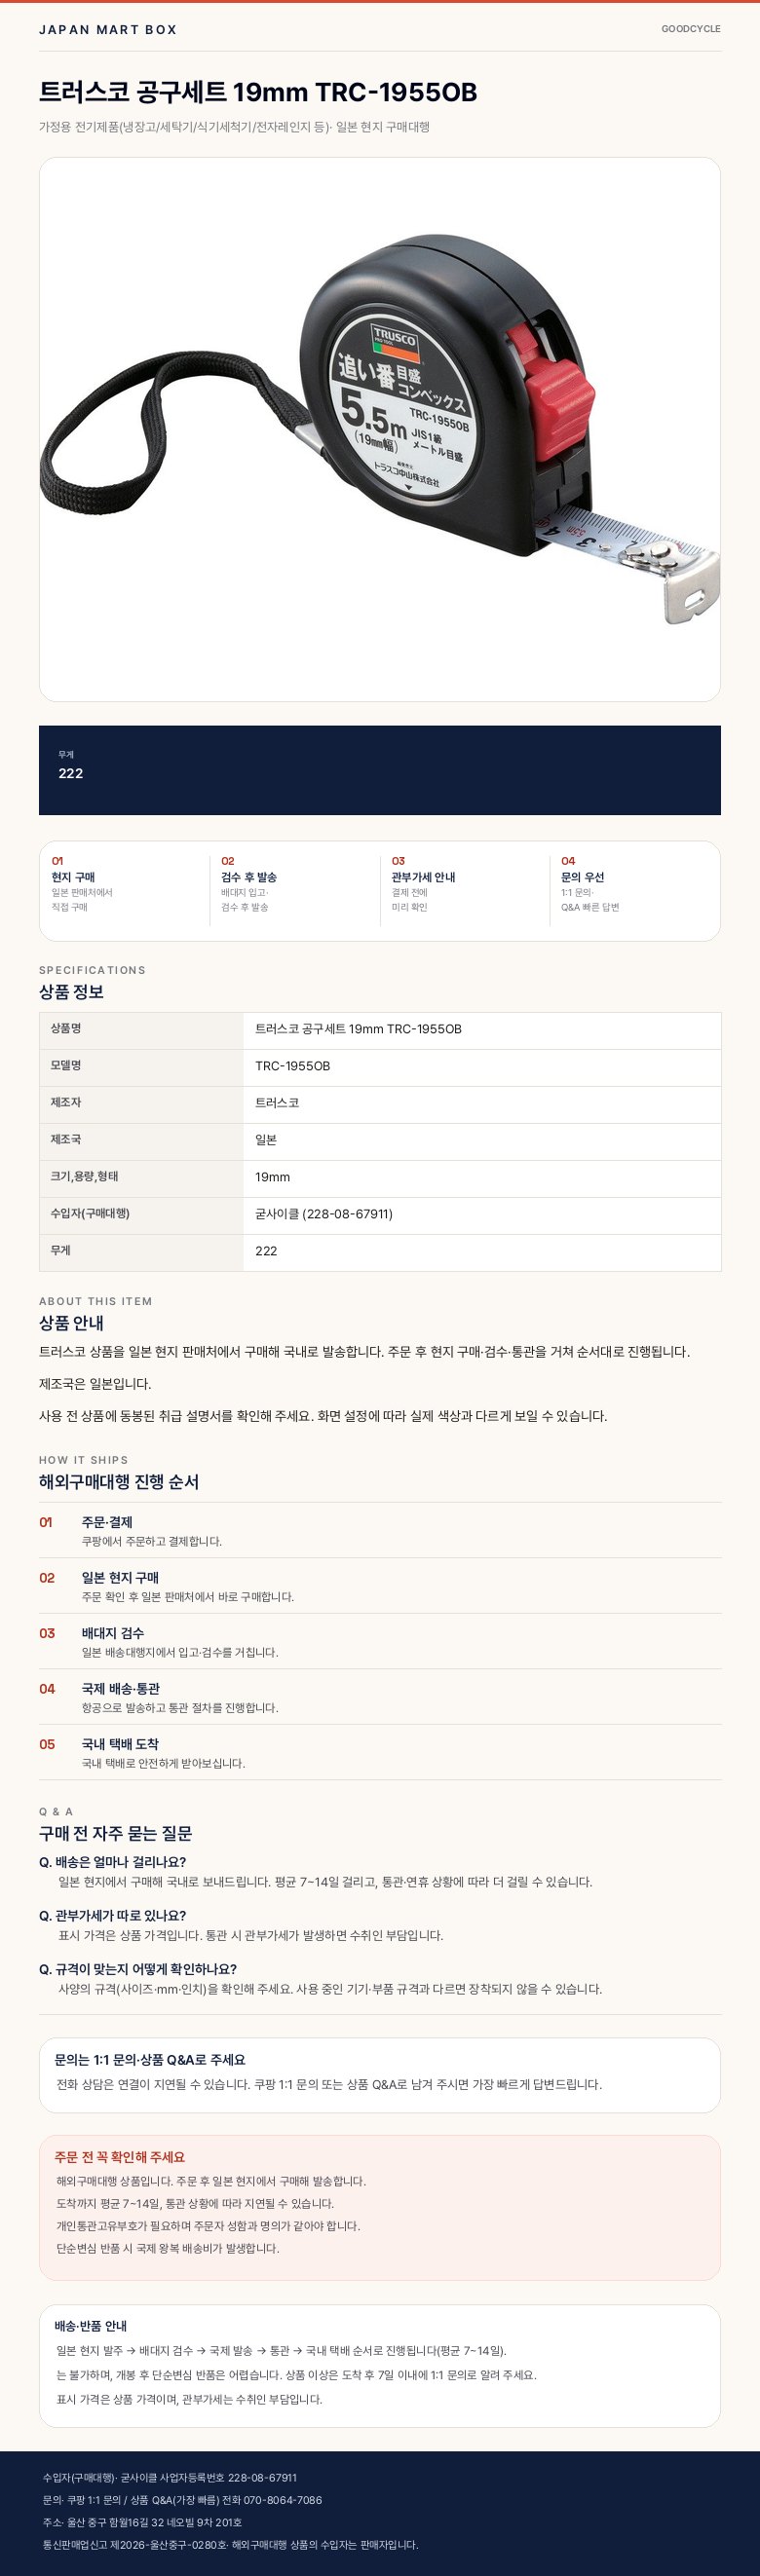 JAPAN MART BOX
GOODCYCLE
트러스코 공구세트 19mm TRC-1955OB
가정용 전기제품(냉장고/세탁기/식기세척기/전자레인지 등)· 일본 현지 구매대행
TRUSCO
PRO TOOL
追い番目盛
コンベックス
5.5m
TRC-1955OB
(19mm幅)
JIS1級
メートル目盛
トラスコ中山株式会社
무게
222
01
현지 구매
일본 판매처에서
직접 구매
02
검수 후 발송
배대지 입고·
검수 후 발송
03
관부가세 안내
결제 전에
미리 확인
04
문의 우선
1:1 문의·
Q&A 빠른 답변
SPECIFICATIONS
상품 정보
상품명 트러스코 공구세트 19mm TRC-1955OB
모델명 TRC-1955OB
제조자 트러스코
제조국 일본
크기,용량,형태 19mm
수입자(구매대행) 굳사이클 (228-08-67911)
무게 222
ABOUT THIS ITEM
상품 안내
트러스코 상품을 일본 현지 판매처에서 구매해 국내로 발송합니다. 주문 후 현지 구매·검수·통관을 거쳐 순서대로 진행됩니다.
제조국은 일본입니다.
사용 전 상품에 동봉된 취급 설명서를 확인해 주세요. 화면 설정에 따라 실제 색상과 다르게 보일 수 있습니다.
HOW IT SHIPS
해외구매대행 진행 순서
01 주문·결제
쿠팡에서 주문하고 결제합니다.
02 일본 현지 구매
주문 확인 후 일본 판매처에서 바로 구매합니다.
03 배대지 검수
일본 배송대행지에서 입고·검수를 거칩니다.
04 국제 배송·통관
항공으로 발송하고 통관 절차를 진행합니다.
05 국내 택배 도착
국내 택배로 안전하게 받아보십니다.
Q & A
구매 전 자주 묻는 질문
Q. 배송은 얼마나 걸리나요?
일본 현지에서 구매해 국내로 보내드립니다. 평균 7~14일 걸리고, 통관·연휴 상황에 따라 더 걸릴 수 있습니다.
Q. 관부가세가 따로 있나요?
표시 가격은 상품 가격입니다. 통관 시 관부가세가 발생하면 수취인 부담입니다.
Q. 규격이 맞는지 어떻게 확인하나요?
사양의 규격(사이즈·mm·인치)을 확인해 주세요. 사용 중인 기기·부품 규격과 다르면 장착되지 않을 수 있습니다.
문의는 1:1 문의·상품 Q&A로 주세요
전화 상담은 연결이 지연될 수 있습니다. 쿠팡 1:1 문의 또는 상품 Q&A로 남겨 주시면 가장 빠르게 답변드립니다.
주문 전 꼭 확인해 주세요
해외구매대행 상품입니다. 주문 후 일본 현지에서 구매해 발송합니다.
도착까지 평균 7~14일, 통관 상황에 따라 지연될 수 있습니다.
개인통관고유부호가 필요하며 주문자 성함과 명의가 같아야 합니다.
단순변심 반품 시 국제 왕복 배송비가 발생합니다.
배송·반품 안내
일본 현지 발주 → 배대지 검수 → 국제 발송 → 통관 → 국내 택배 순서로 진행됩니다(평균 7~14일).
는 불가하며, 개봉 후 단순변심 반품은 어렵습니다. 상품 이상은 도착 후 7일 이내에 1:1 문의로 알려 주세요.
표시 가격은 상품 가격이며, 관부가세는 수취인 부담입니다.
수입자(구매대행)· 굳사이클 사업자등록번호 228-08-67911
문의· 쿠팡 1:1 문의 / 상품 Q&A(가장 빠름) 전화 070-8064-7086
주소· 울산 중구 함월16길 32 네오빌 9차 201호
통신판매업신고 제2026-울산중구-0280호· 해외구매대행 상품의 수입자는 판매자입니다.